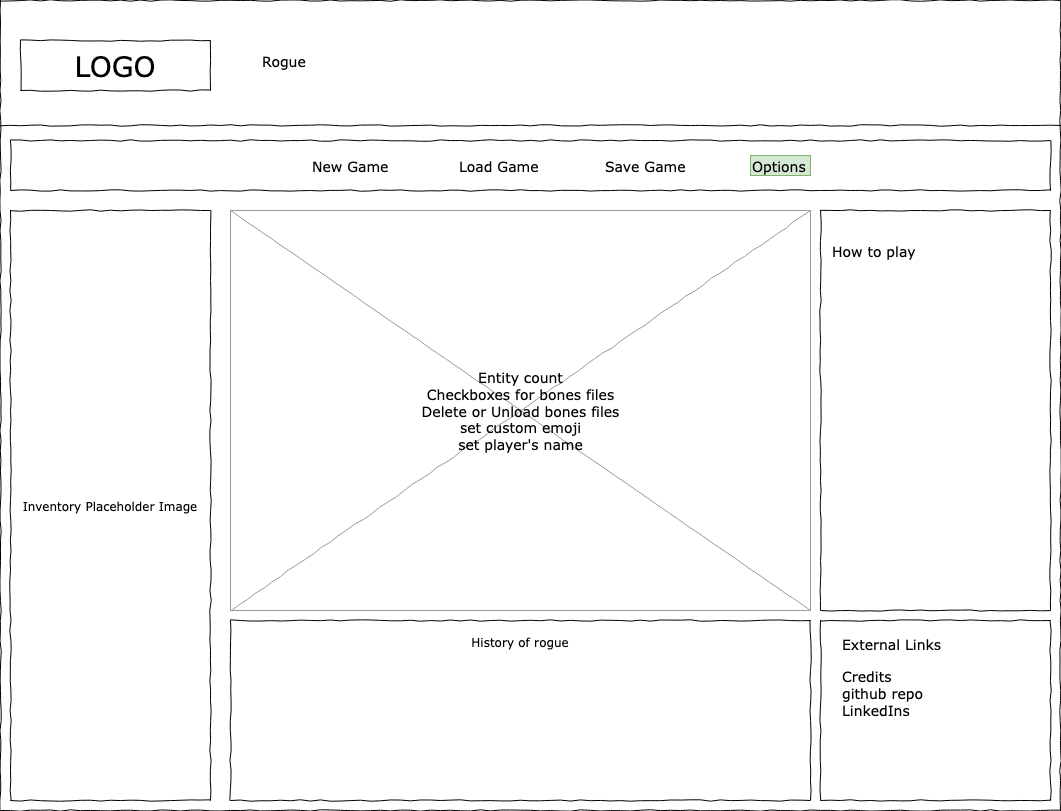 LOGO
Rogue
New Game
Load Game
Save Game
Options
How to play
Entity count
Checkboxes for bones files
Delete or Unload bones files
set custom emoji
set player's name
Inventory Placeholder Image
History of rogue
External Links
Credits
github repo
LinkedIns